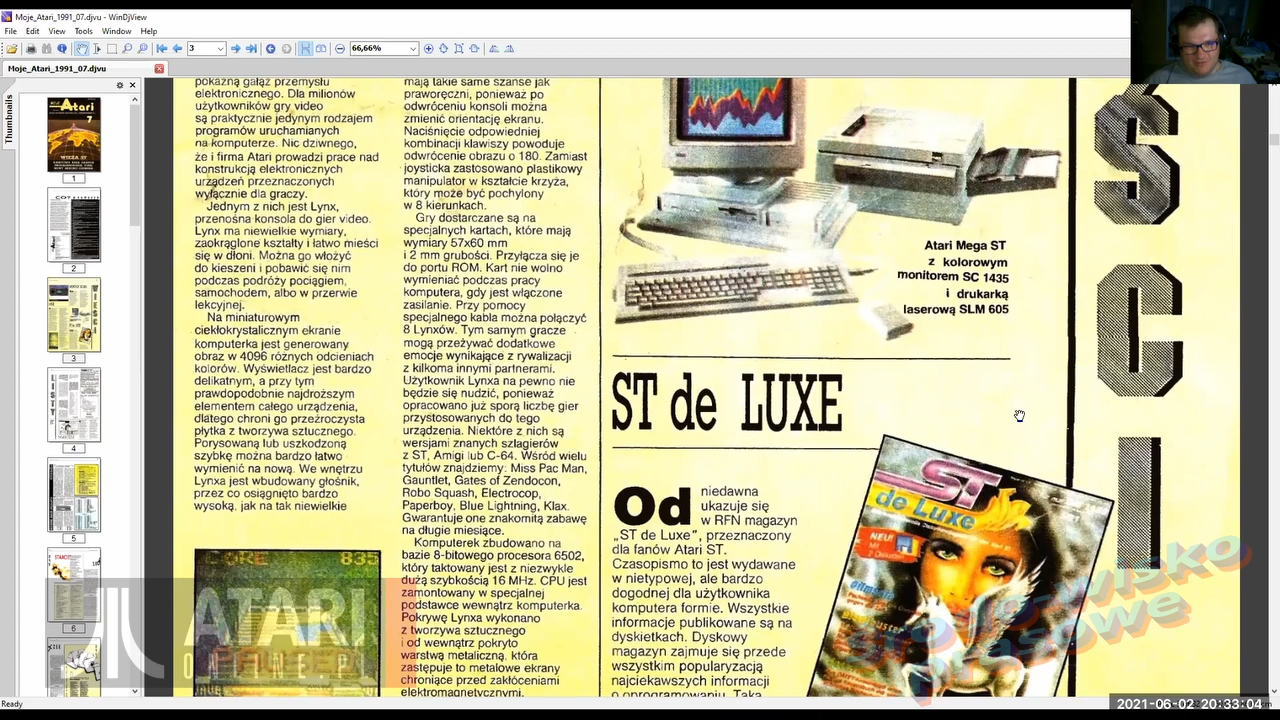 Moje_Atari_1991_07.djvu - WinDjView
File Edit View Tools Window Help
3
66,66%
Moje_Atari_1991_07.djvu
Thumbnails
1
2
3
4
5
6
pokaźną gałąź przemysłu
elektronicznego. Dla milionów
użytkowników gry video
są praktycznie jedynym rodzajem
programów uruchamianych
na komputerze. Nic dziwnego,
że i firma Atari prowadzi prace nad
konstrukcją elektronicznych
urządzeń przeznaczonych
wyłącznie dla graczy.
Jednym z nich jest Lynx,
przenośna konsola do gier video.
Lynx ma niewielkie wymiary,
zaokrąglone kształty i łatwo mieści
się w dłoni. Można go włożyć
do kieszeni i pobawić się nim
podczas podróży pociągiem,
samochodem, albo w przerwie
lekcyjnej.
Na miniaturowym
ciekłokrystalicznym ekranie
komputerka jest generowany
obraz w 4096 różnych odcieniach
kolorów. Wyświetlacz jest bardzo
delikatnym, a przy tym
prawdopodobnie najdroższym
elementem całego urządzenia,
dlatego chroni go przeźroczysta
płytka z tworzywa sztucznego.
Porysowaną lub uszkodzoną
szybkę można bardzo łatwo
wymienić na nową. We wnętrzu
Lynxa jest wbudowany głośnik,
przez co osiągnięto bardzo
wysoką, jak na tak niewielkie
835
mają takie same szanse jak
praworęczni, ponieważ po
odwróceniu konsoli można
zmienić orientację ekranu.
Naciśnięcie odpowiedniej
kombinacji klawiszy powoduje
odwrócenie obrazu o 180. Zamiast
joysticka zastosowano plastikowy
manipulator w kształcie krzyża,
który może być pochylony
w 8 kierunkach.
Gry dostarczane są na
specjalnych kartach, które mają
wymiary 57x60 mm
i 2 mm grubości. Przyłącza się je
do portu ROM. Kart nie wolno
wymieniać podczas pracy
komputera, gdy jest włączone
zasilanie. Przy pomocy
specjalnego kabla można połączyć
8 Lynxów. Tym samym gracze
mogą przeżywać dodatkowe
emocje wynikające z rywalizacji
z kilkoma innymi partnerami.
Użytkownik Lynxa na pewno nie
będzie się nudzić, ponieważ
opracowano już sporą liczbę gier
przystosowanych do tego
urządzenia. Niektóre z nich są
wersjami znanych szlagierów
z ST, Amigi lub C-64. Wśród wielu
tytułów znajdziemy: Miss Pac Man,
Gauntlet, Gates of Zendocon,
Robo Squash, Electrocop,
Paperboy, Blue Lightning, Klax.
Gwarantuje one znakomitą zabawę
na długie miesiące.
Komputerek zbudowano na
bazie 8-bitowego procesora 6502,
który taktowany jest z niezwykle
dużą szybkością 16 MHz. CPU jest
zamontowany w specjalnej
podstawce wewnątrz komputerka.
Pokrywę Lynxa wykonano
z tworzywa sztucznego
i od wewnątrz pokryto
warstwą metaliczną, która
zastępuje to metalowe ekrany
chroniące przed zakłóceniami
elektromagnetycznymi.
Atari Mega ST
z kolorowym
monitorem SC 1435
i drukarką
laserową SLM 605
ST de LUXE
Od niedawna
ukazuje się
w RFN magazyn
„ST de Luxe”, przeznaczony
dla fanów Atari ST.
Czasopismo to jest wydawane
w nietypowej, ale bardzo
dogodnej dla użytkownika
komputera formie. Wszystkie
informacje publikowane są na
dyskietkach. Dyskowy
magazyn zajmuje się przede
wszystkim popularyzacją
najciekawszych informacji
o oprogramowaniu. Taka
ST
de Luxe
NEU!
Mit
2 Disketten
S
C
I
ATARI
ONLINE.PL
Ready
2021-06-02 20:33:04